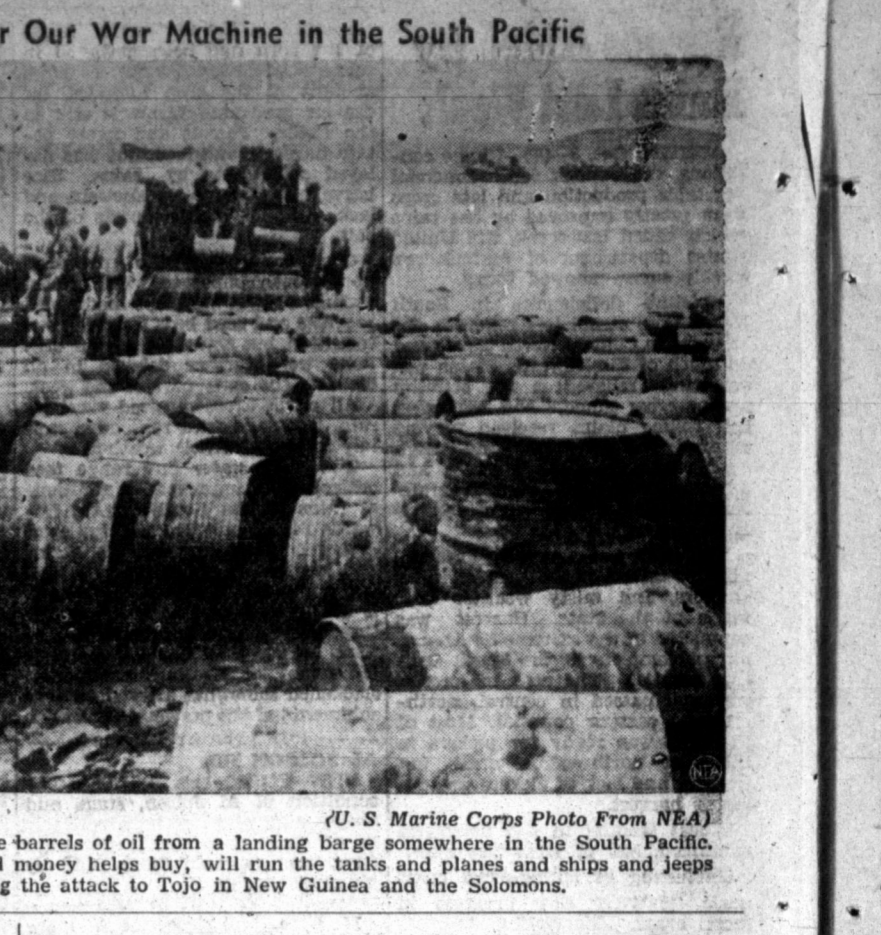 r Our War Machine in the South Pacific
NEA
(U. S. Marine Corps Photo From NEA)
e barrels of oil from a landing barge somewhere in the South Pacific.
d money helps buy, will run the tanks and planes and ships and jeeps
g the attack to Tojo in New Guinea and the Solomons.